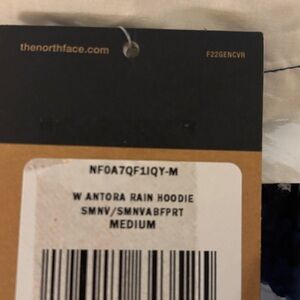 thenorthface.com
F22GENCVR
NF0A7QF1IQY-M
W ANTORA RAIN HOODIE
SMNV/SMNVABFPRT
MEDIUM